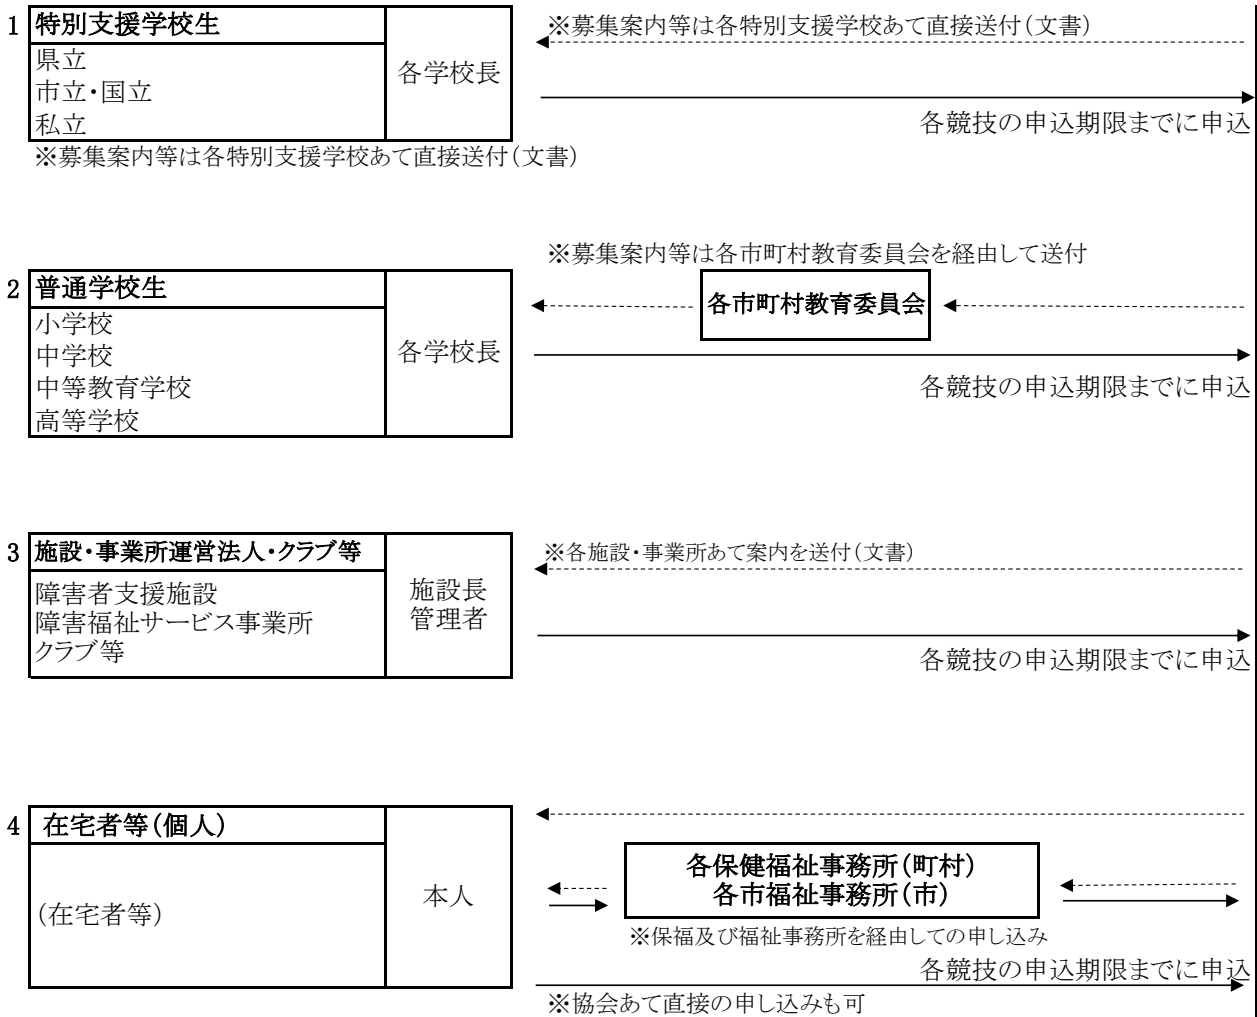 1 特別支援学校生
県立
市立・国立
私立
各学校長
※募集案内等は各特別支援学校あて直接送付(文書)
各競技の申込期限までに申込
※募集案内等は各特別支援学校あて直接送付(文書)
※募集案内等は各市町村教育委員会を経由して送付
2 普通学校生
小学校
中学校
中等教育学校
高等学校
各学校長
各市町村教育委員会
各競技の申込期限までに申込
3 施設・事業所運営法人・クラブ等
障害者支援施設
障害福祉サービス事業所
クラブ等
施設長
管理者
※各施設・事業所あて案内を送付(文書)
各競技の申込期限までに申込
4 在宅者等(個人)
(在宅者等)
本人
各保健福祉事務所(町村)
各市福祉事務所(市)
※保福及び福祉事務所を経由しての申し込み
各競技の申込期限までに申込
※協会あて直接の申し込みも可